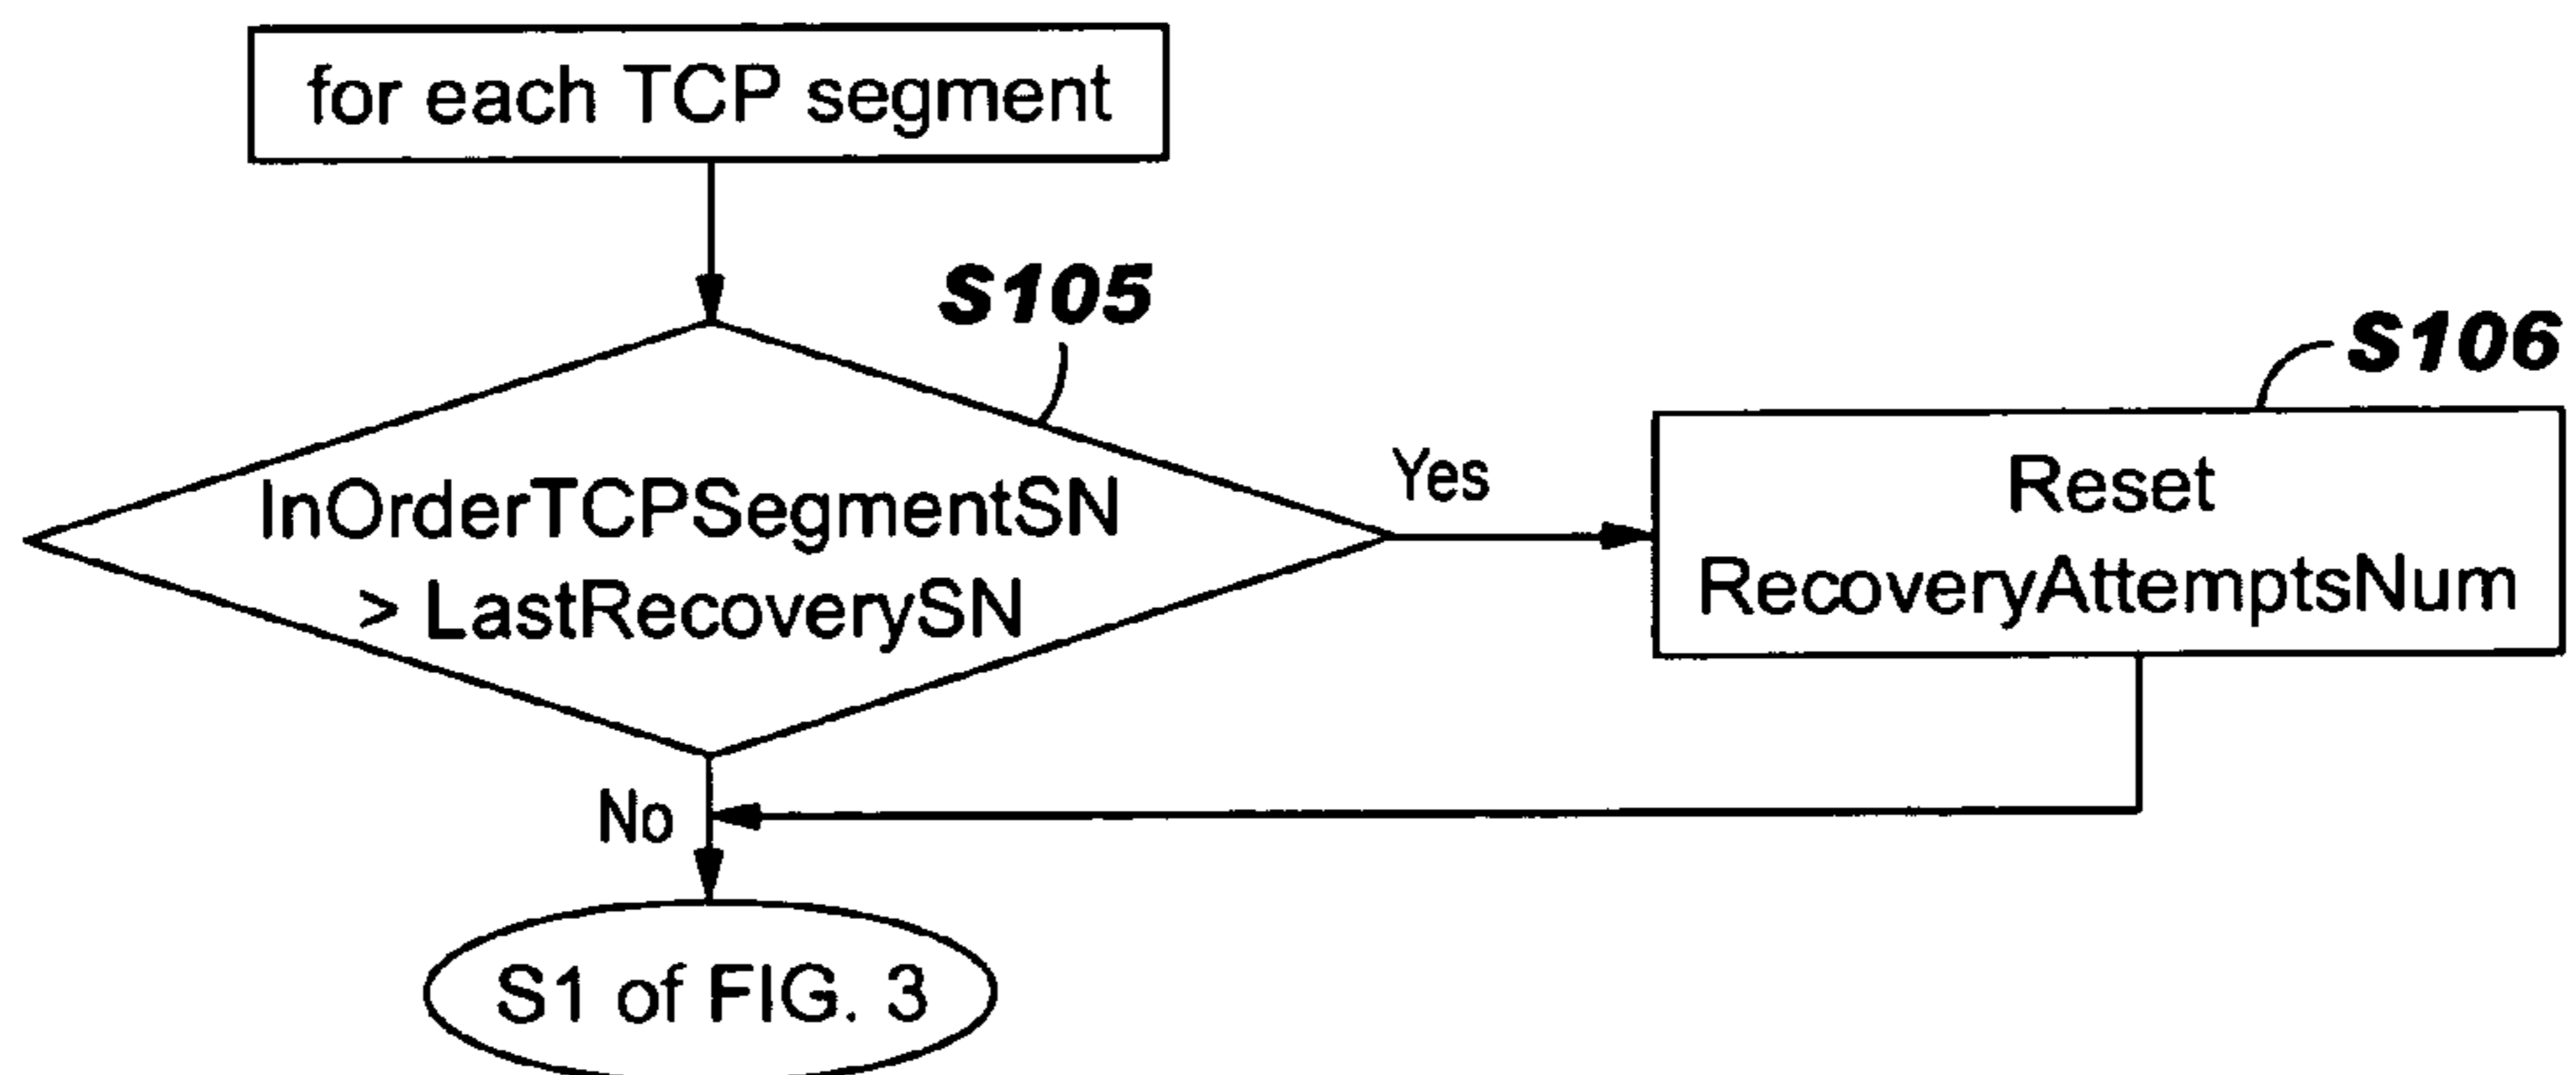 for each TCP segment
S105
S106
InOrderTCPSegmentSN
> LastRecoverySN
Yes
Reset
RecoveryAttemptsNum
No
S1 of FIG. 3